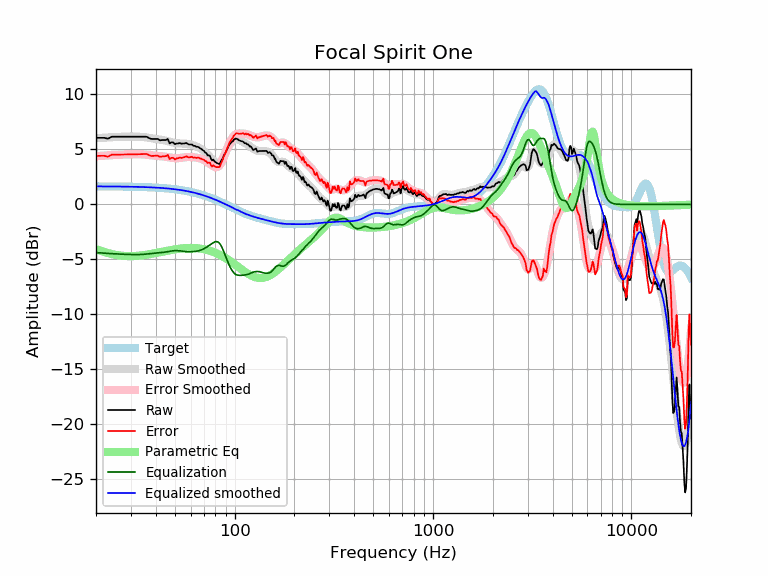 Focal Spirit One
Amplitude (dBr)
10
5
0
−5
−10
−15
−20
−25
Target
Raw Smoothed
Error Smoothed
Raw
Error
Parametric Eq
Equalization
Equalized smoothed
100
1000
10000
Frequency (Hz)